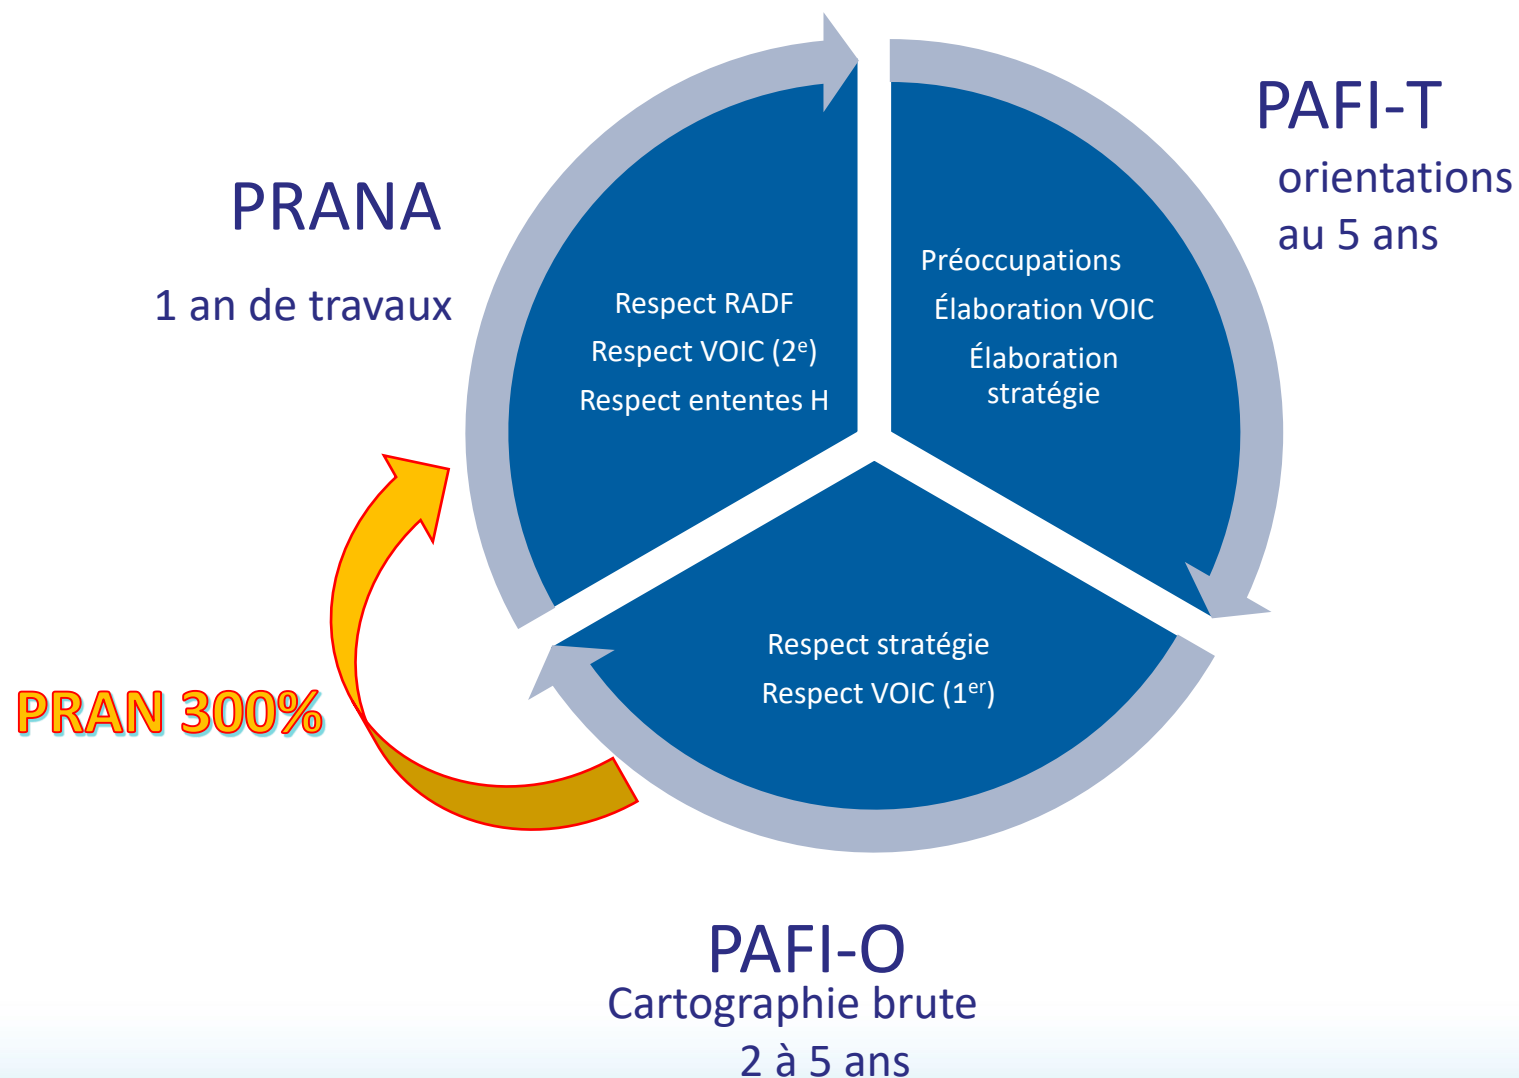 PAFI-T
orientations
au 5 ans
Préoccupations
Élaboration VOIC
Élaboration
stratégie
PRANA
1 an de travaux
Respect RADF
Respect VOIC (2e)
Respect ententes H
Respect stratégie
Respect VOIC (1er)
PRAN 300%
PAFI-O
Cartographie brute
2 à 5 ans